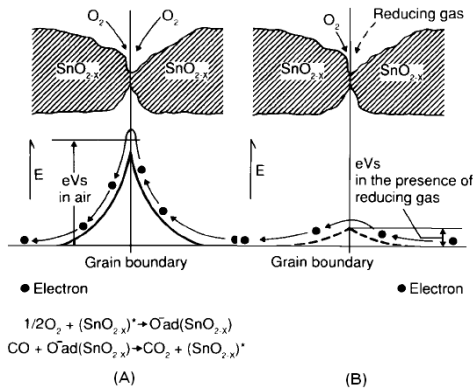 O₂ O₂
SnO₂₋ₓ SnO₂₋ₓ
E
eVs
in air
Grain boundary
● Electron
1/2O₂ + (SnO₂₋ₓ)* → O⁻ad(SnO₂₋ₓ)
CO + O⁻ad(SnO₂₋ₓ) → CO₂ + (SnO₂₋ₓ)*
(A)
Reducing gas
O₂
SnO₂₋ₓ SnO₂₋ₓ
E
eVs
in the presence of
reducing gas
Grain boundary
● Electron
(B)